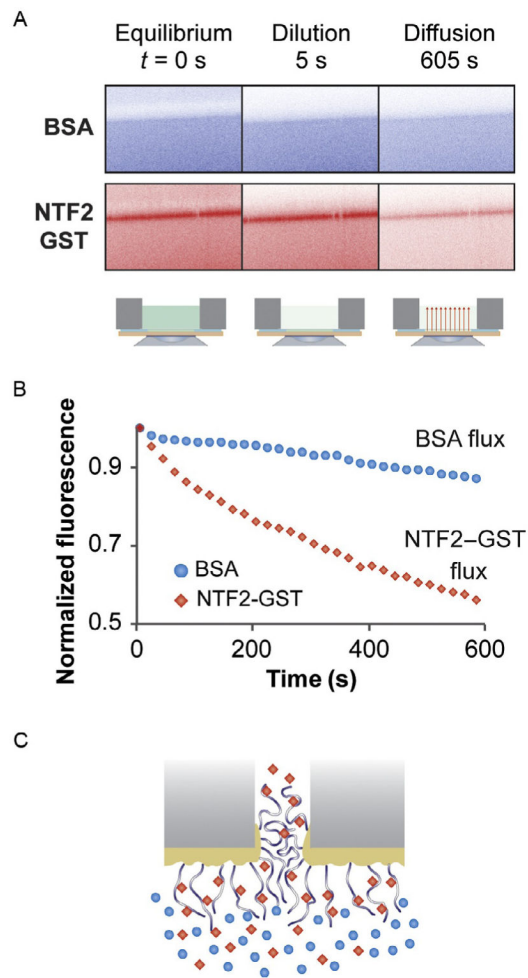 A
Equilibrium
t = 0 s
Dilution
5 s
Diffusion
605 s
BSA
NTF2
GST
B
Normalized fluorescence
0.9
0.7
0.5
BSA flux
NTF2–GST
flux
BSA
NTF2-GST
0
200
400
600
Time (s)
C